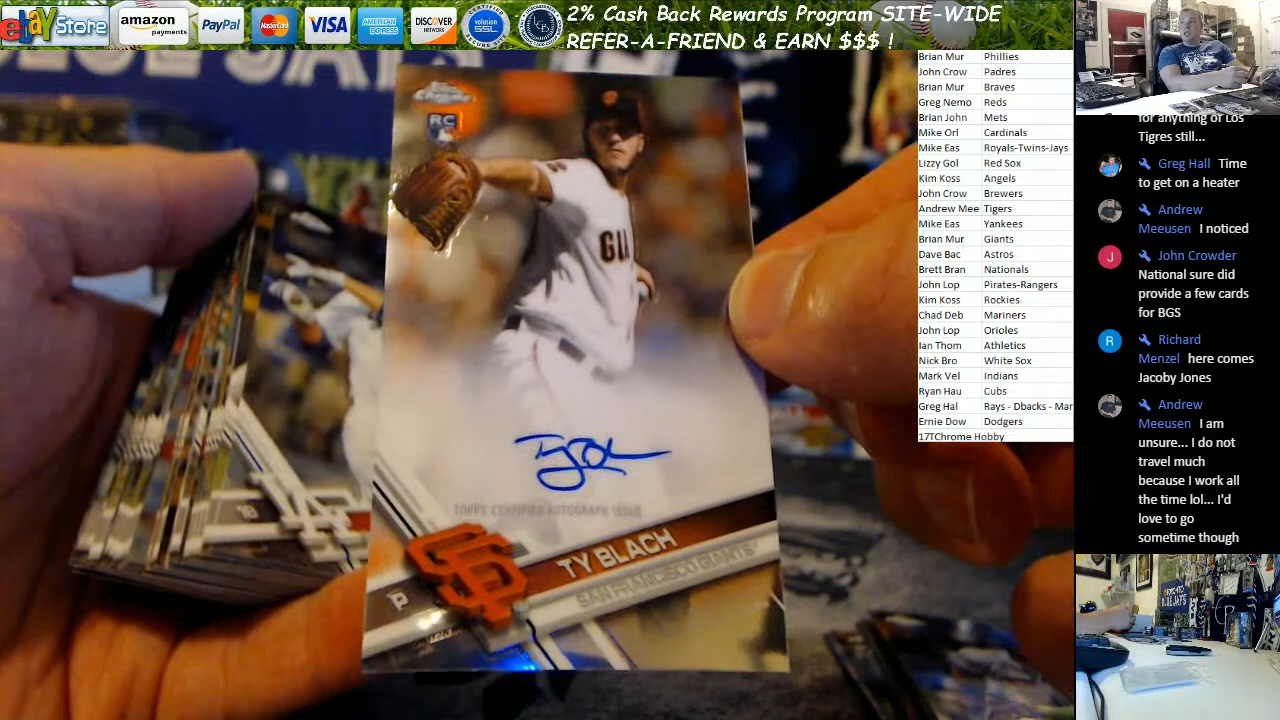 ebay Store
amazon
payments
PayPal
MasterCard
VISA
AMERICAN
EXPRESS
DISCOVER
NETWORK
CERTIFIED
volusion
SSL
SECURE
2% Cash Back Rewards Program SITE-WIDE
REFER-A-FRIEND & EARN $$$ !
RC
GIA
TOPPS CERTIFIED AUTOGRAPH ISSUE
SF
TY BLACH
SAN FRANCISCO GIANTS
P
Brian Mur Phillies
John Crow Padres
Brian Mur Braves
Greg Nemo Reds
Brian John Mets
Mike Orl Cardinals
Mike Eas Royals-Twins-Jays
Lizzy Gol Red Sox
Kim Koss Angels
John Crow Brewers
Andrew Mee Tigers
Mike Eas Yankees
Brian Mur Giants
Dave Bac Astros
Brett Bran Nationals
John Lop Pirates-Rangers
Kim Koss Rockies
Chad Deb Mariners
John Lop Orioles
Ian Thom Athletics
Nick Bro White Sox
Mark Vel Indians
Ryan Hau Cubs
Greg Hal Rays - Dbacks - Mar
Ernie Dow Dodgers
17TChrome Hobby
for anything of Los
Tigres still...
Greg Hall Time
to get on a heater
Andrew
Meeusen I noticed
J John Crowder
National sure did
provide a few cards
for BGS
R Richard
Menzel here comes
Jacoby Jones
Andrew
Meeusen I am
unsure... I do not
travel much
because I work all
the time lol... I'd
love to go
sometime though